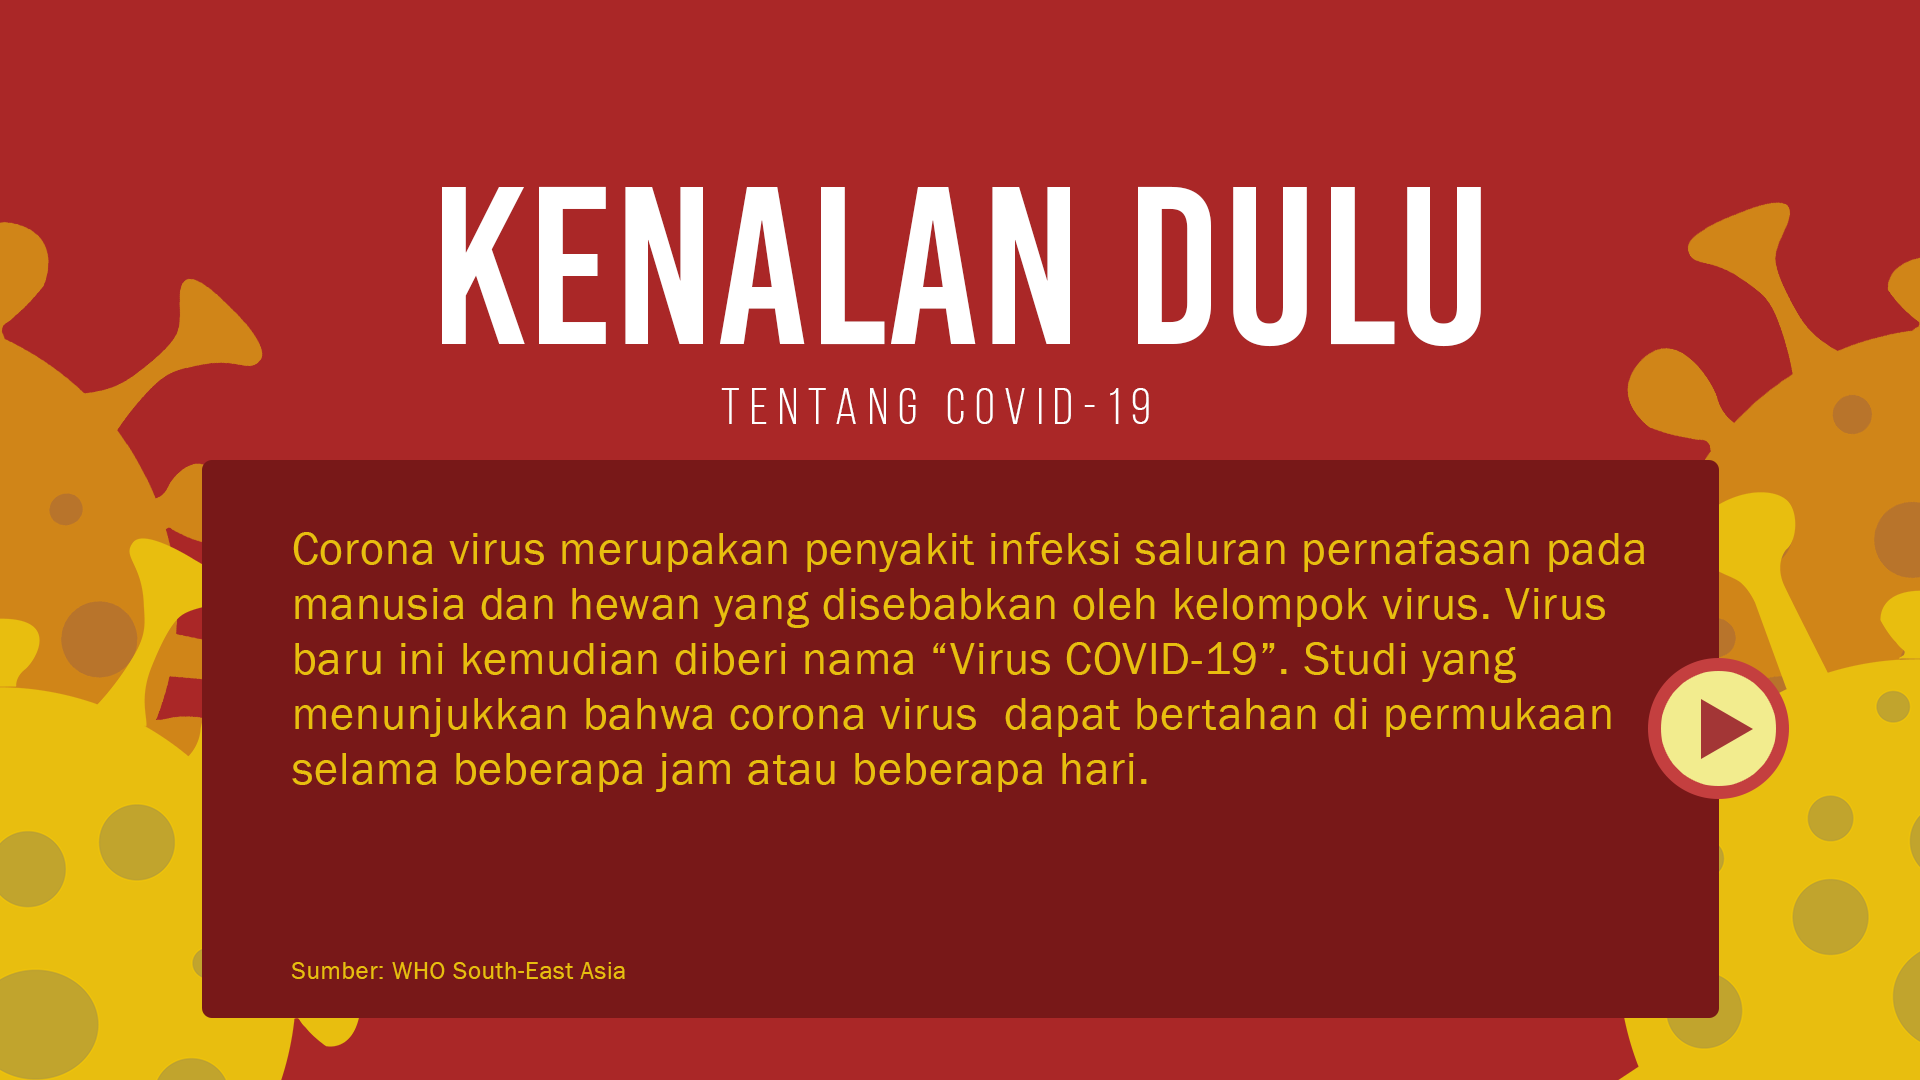 KENALAN DULU
TENTANG COVID-19
Corona virus merupakan penyakit infeksi saluran pernafasan pada
manusia dan hewan yang disebabkan oleh kelompok virus. Virus
baru ini kemudian diberi nama “Virus COVID-19”. Studi yang
menunjukkan bahwa corona virus  dapat bertahan di permukaan
selama beberapa jam atau beberapa hari.
Sumber: WHO South-East Asia